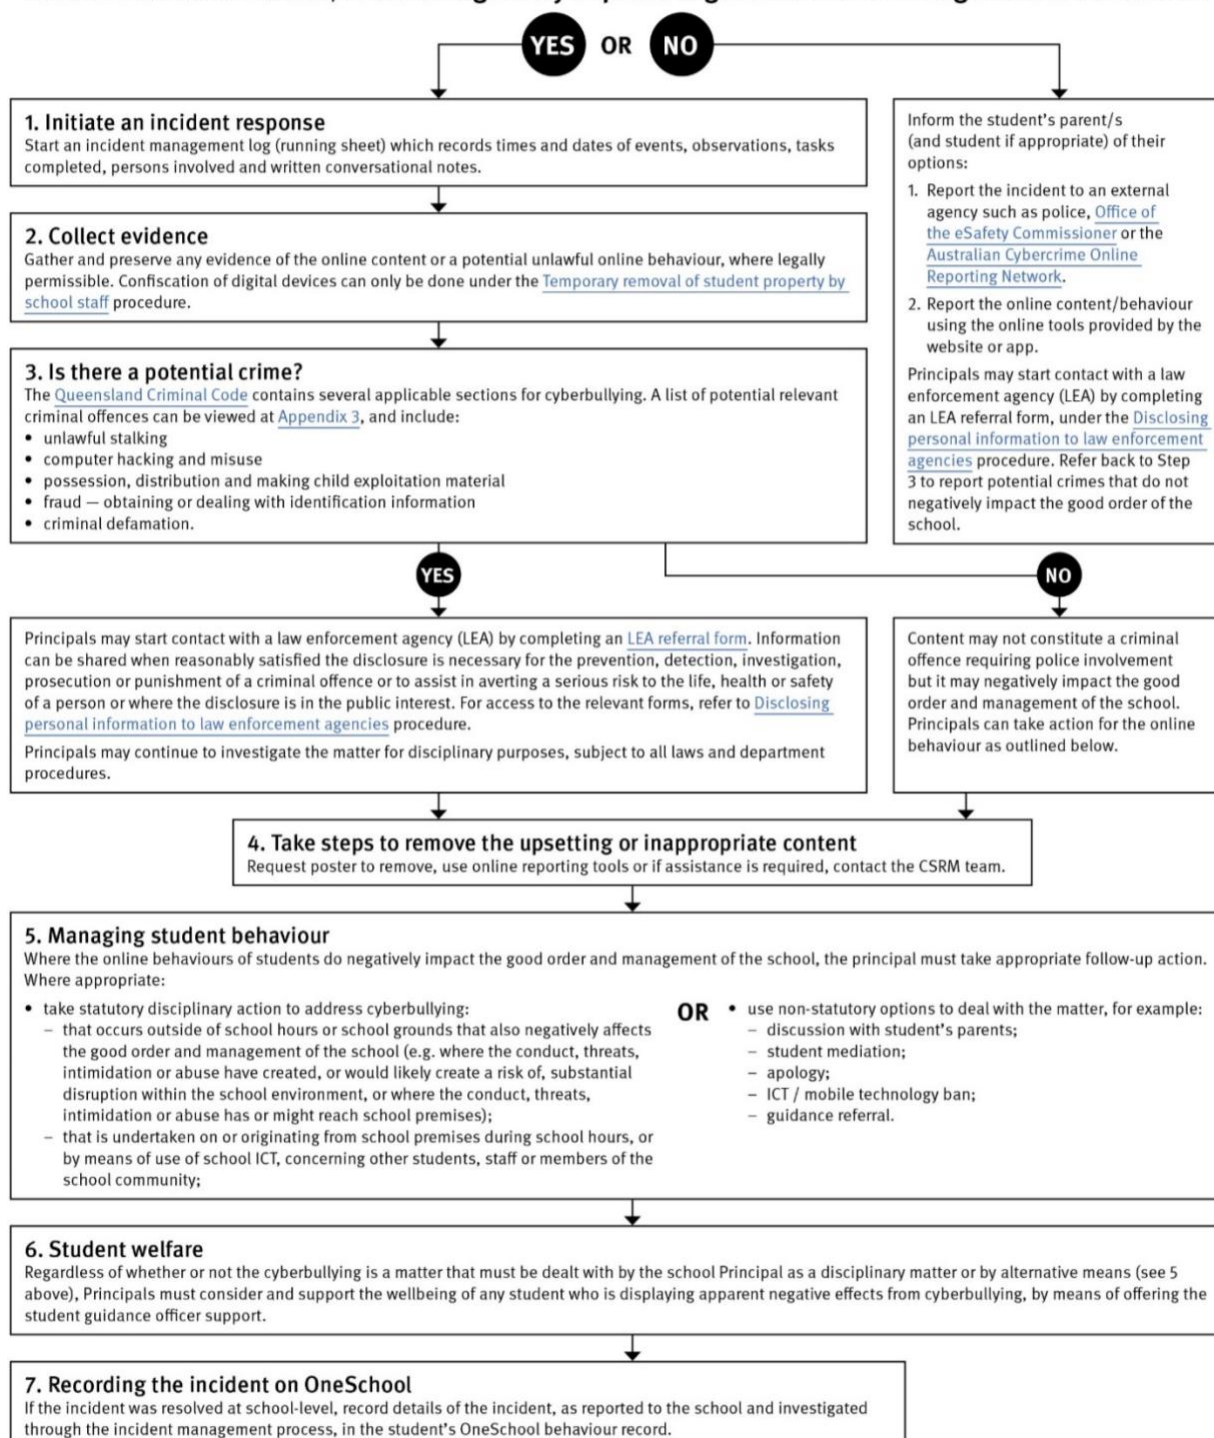 YES OR NO
1. Initiate an incident response
Start an incident management log (running sheet) which records times and dates of events, observations, tasks
completed, persons involved and written conversational notes.
2. Collect evidence
Gather and preserve any evidence of the online content or a potential unlawful online behaviour, where legally
permissible. Confiscation of digital devices can only be done under the Temporary removal of student property by
school staff procedure.
3. Is there a potential crime?
The Queensland Criminal Code contains several applicable sections for cyberbullying. A list of potential relevant
criminal offences can be viewed at Appendix 3, and include:
• unlawful stalking
• computer hacking and misuse
• possession, distribution and making child exploitation material
• fraud — obtaining or dealing with identification information
• criminal defamation.
Inform the student's parent/s
(and student if appropriate) of their
options:
1. Report the incident to an external
agency such as police, Office of
the eSafety Commissioner or the
Australian Cybercrime Online
Reporting Network.
2. Report the online content/behaviour
using the online tools provided by the
website or app.
Principals may start contact with a law
enforcement agency (LEA) by completing
an LEA referral form, under the Disclosing
personal information to law enforcement
agencies procedure. Refer back to Step
3 to report potential crimes that do not
negatively impact the good order of the
school.
YES
NO
Principals may start contact with a law enforcement agency (LEA) by completing an LEA referral form. Information
can be shared when reasonably satisfied the disclosure is necessary for the prevention, detection, investigation,
prosecution or punishment of a criminal offence or to assist in averting a serious risk to the life, health or safety
of a person or where the disclosure is in the public interest. For access to the relevant forms, refer to Disclosing
personal information to law enforcement agencies procedure.
Principals may continue to investigate the matter for disciplinary purposes, subject to all laws and department
procedures.
Content may not constitute a criminal
offence requiring police involvement
but it may negatively impact the good
order and management of the school.
Principals can take action for the online
behaviour as outlined below.
4. Take steps to remove the upsetting or inappropriate content
Request poster to remove, use online reporting tools or if assistance is required, contact the CSRM team.
5. Managing student behaviour
Where the online behaviours of students do negatively impact the good order and management of the school, the principal must take appropriate follow-up action.
Where appropriate:
• take statutory disciplinary action to address cyberbullying:
– that occurs outside of school hours or school grounds that also negatively affects
the good order and management of the school (e.g. where the conduct, threats,
intimidation or abuse have created, or would likely create a risk of, substantial
disruption within the school environment, or where the conduct, threats,
intimidation or abuse has or might reach school premises);
– that is undertaken on or originating from school premises during school hours, or
by means of use of school ICT, concerning other students, staff or members of the
school community;
OR
• use non-statutory options to deal with the matter, for example:
– discussion with student's parents;
– student mediation;
– apology;
– ICT / mobile technology ban;
– guidance referral.
6. Student welfare
Regardless of whether or not the cyberbullying is a matter that must be dealt with by the school Principal as a disciplinary matter or by alternative means (see 5
above), Principals must consider and support the wellbeing of any student who is displaying apparent negative effects from cyberbullying, by means of offering the
student guidance officer support.
7. Recording the incident on OneSchool
If the incident was resolved at school-level, record details of the incident, as reported to the school and investigated
through the incident management process, in the student's OneSchool behaviour record.